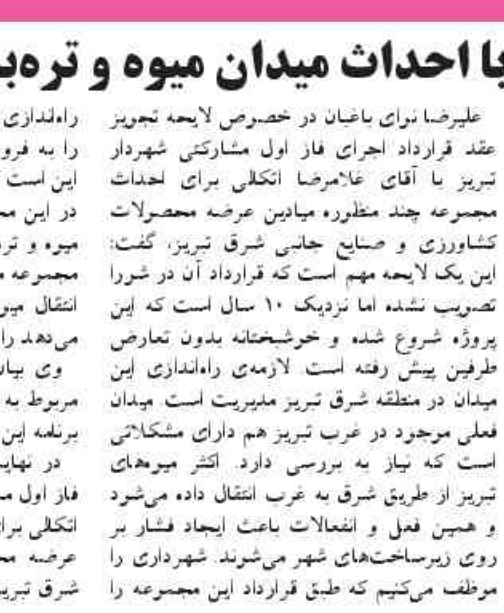 با احداث میدان میوه و تره‌ب
علیرضا نوای باغبان در خصوص لایحه تجویز
عقد قرارداد اجرای فاز اول مشارکتی شهردار
تبریز با آقای غلامرضا اتکالی برای احداث
مجموعه چند منظوره میادین عرضه محصولات
کشاورزی و صنایع جانبی شرق تبریز، گفت:
این یک لایحه مهم است که قرارداد آن در شورا
تصویب نشده اما نزدیک ۱۰ سال است که این
پروژه شروع شده و خوشبختانه بدون تعارض
طرفین پیش رفته است. لازمه‌ی راه‌اندازی این
میدان در منطقه شرق تبریز مدیریت است. میدان
فعلی موجود در غرب تبریز هم دارای مشکلاتی
است که نیاز به بررسی دارد. اکثر میوه‌های
تبریز از طریق شرق به غرب انتقال داده می‌شود
و همین فعل و انفعالات باعث ایجاد فشار بر
روی زیرساخت‌های شهر می‌شوند. شهرداری را
موظف می‌کنیم که طبق قرارداد این مجموعه را
راه‌اندازی
را به فرو
این است
در این مج
میوه و تره
مجموعه م
انتقال میو
می‌دهد را
وی بیان
مربوط به
برنامه این
در نهای
فاز اول م
اتکالی برا
عرضه مح
شرق تبری